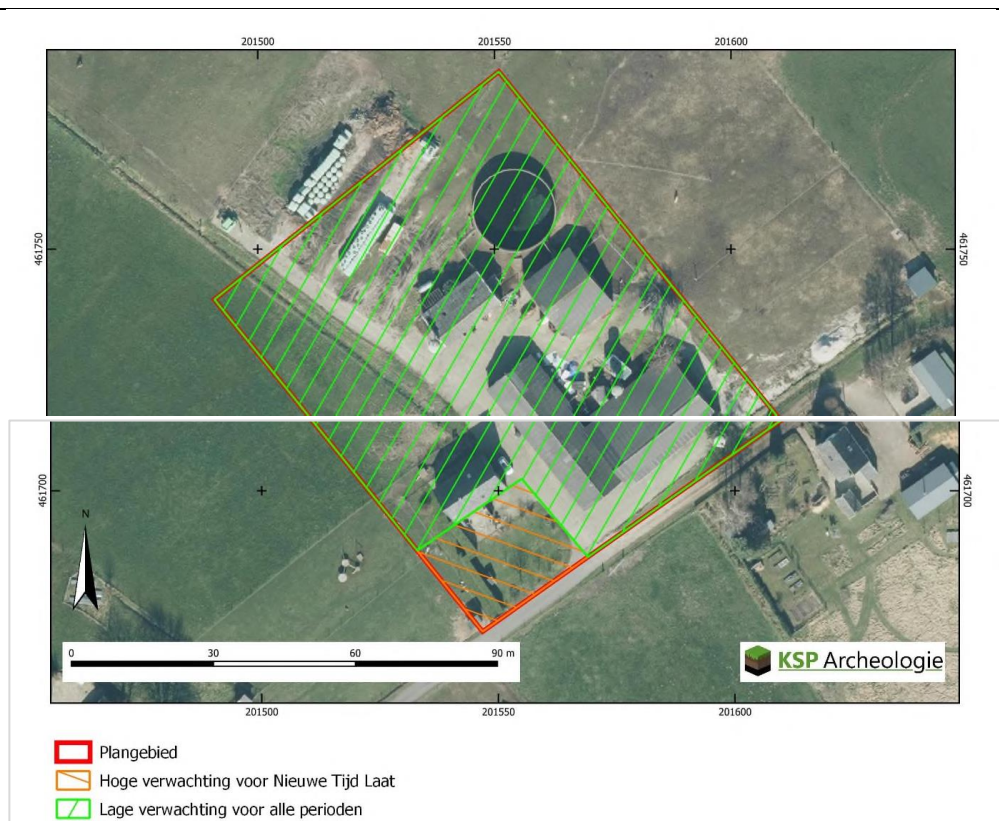 201500 201550 201600
461750 461750
461700 461700
N
0 30 60 90 m
KSP Archeologie
201500 201550 201600
Plangebied
Hoge verwachting voor Nieuwe Tijd Laat
Lage verwachting voor alle perioden